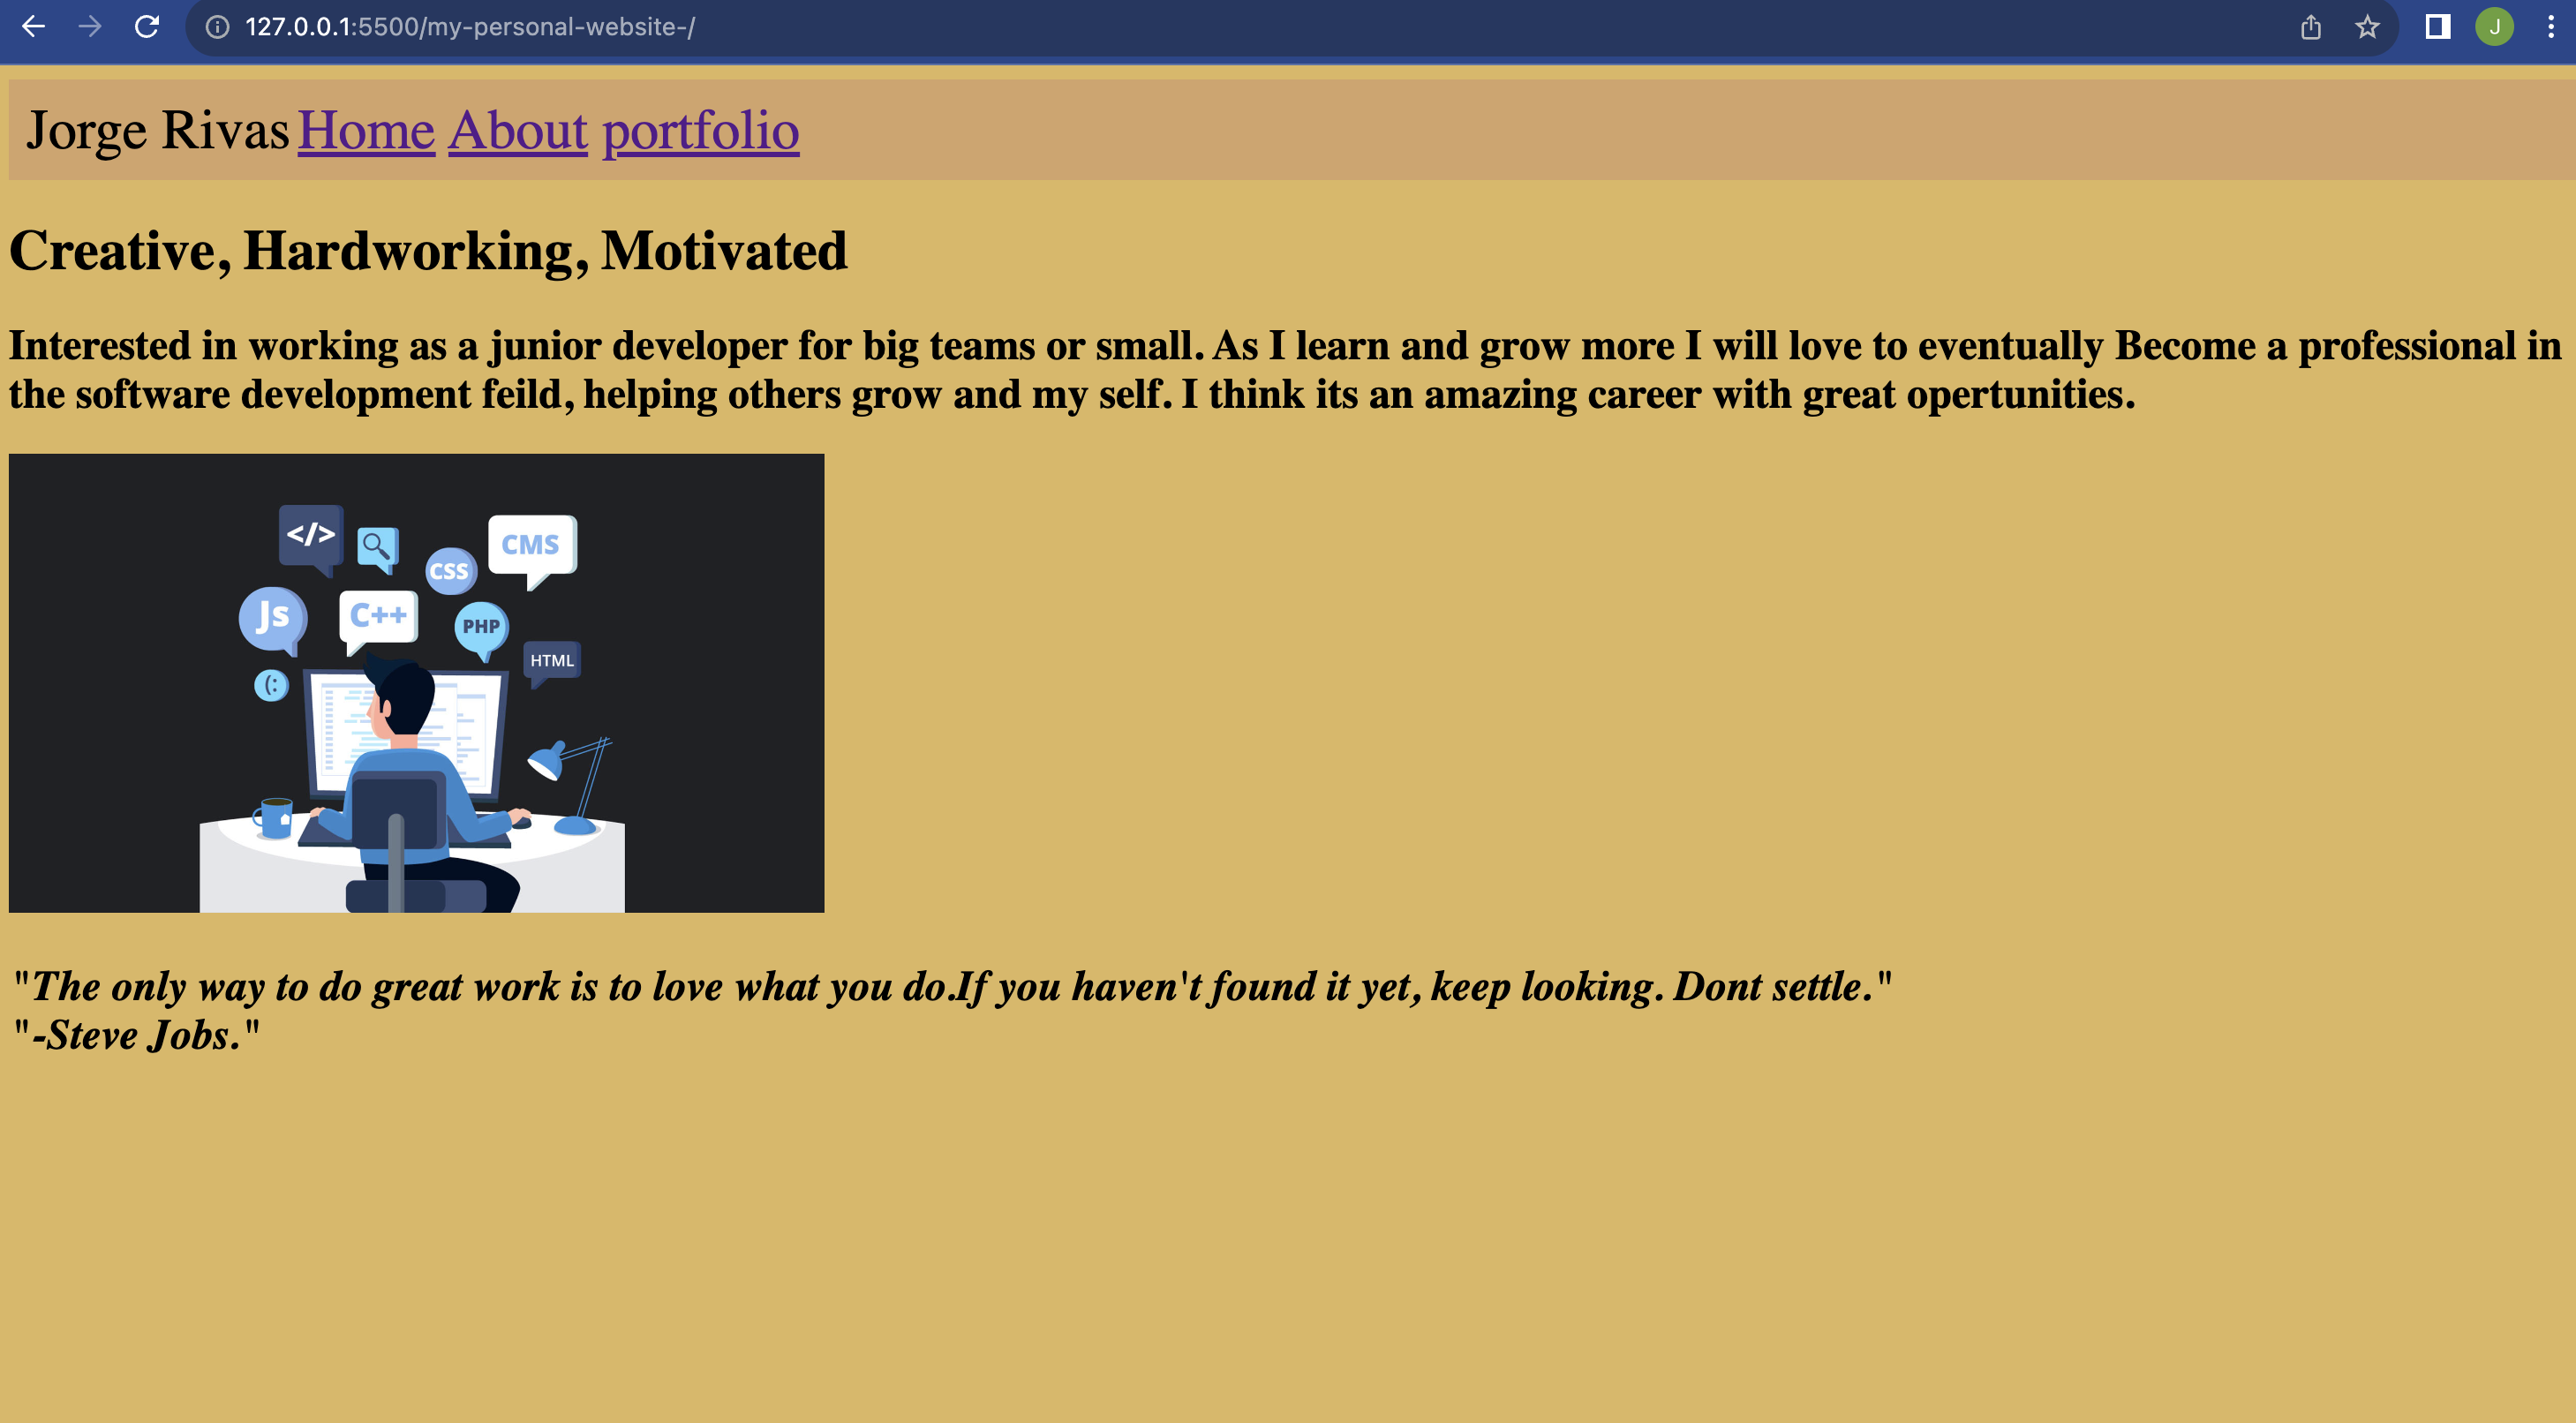 127.0.0.1:5500/my-personal-website-/
J
Jorge Rivas Home About portfolio
Creative, Hardworking, Motivated
Interested in working as a junior developer for big teams or small. As I learn and grow more I will love to eventually Become a professional in
the software development feild, helping others grow and my self. I think its an amazing career with great opertunities.
</>
CMS
CSS
Js
C++
PHP
HTML
(:
"The only way to do great work is to love what you do.If you haven't found it yet, keep looking. Dont settle."
"-Steve Jobs."